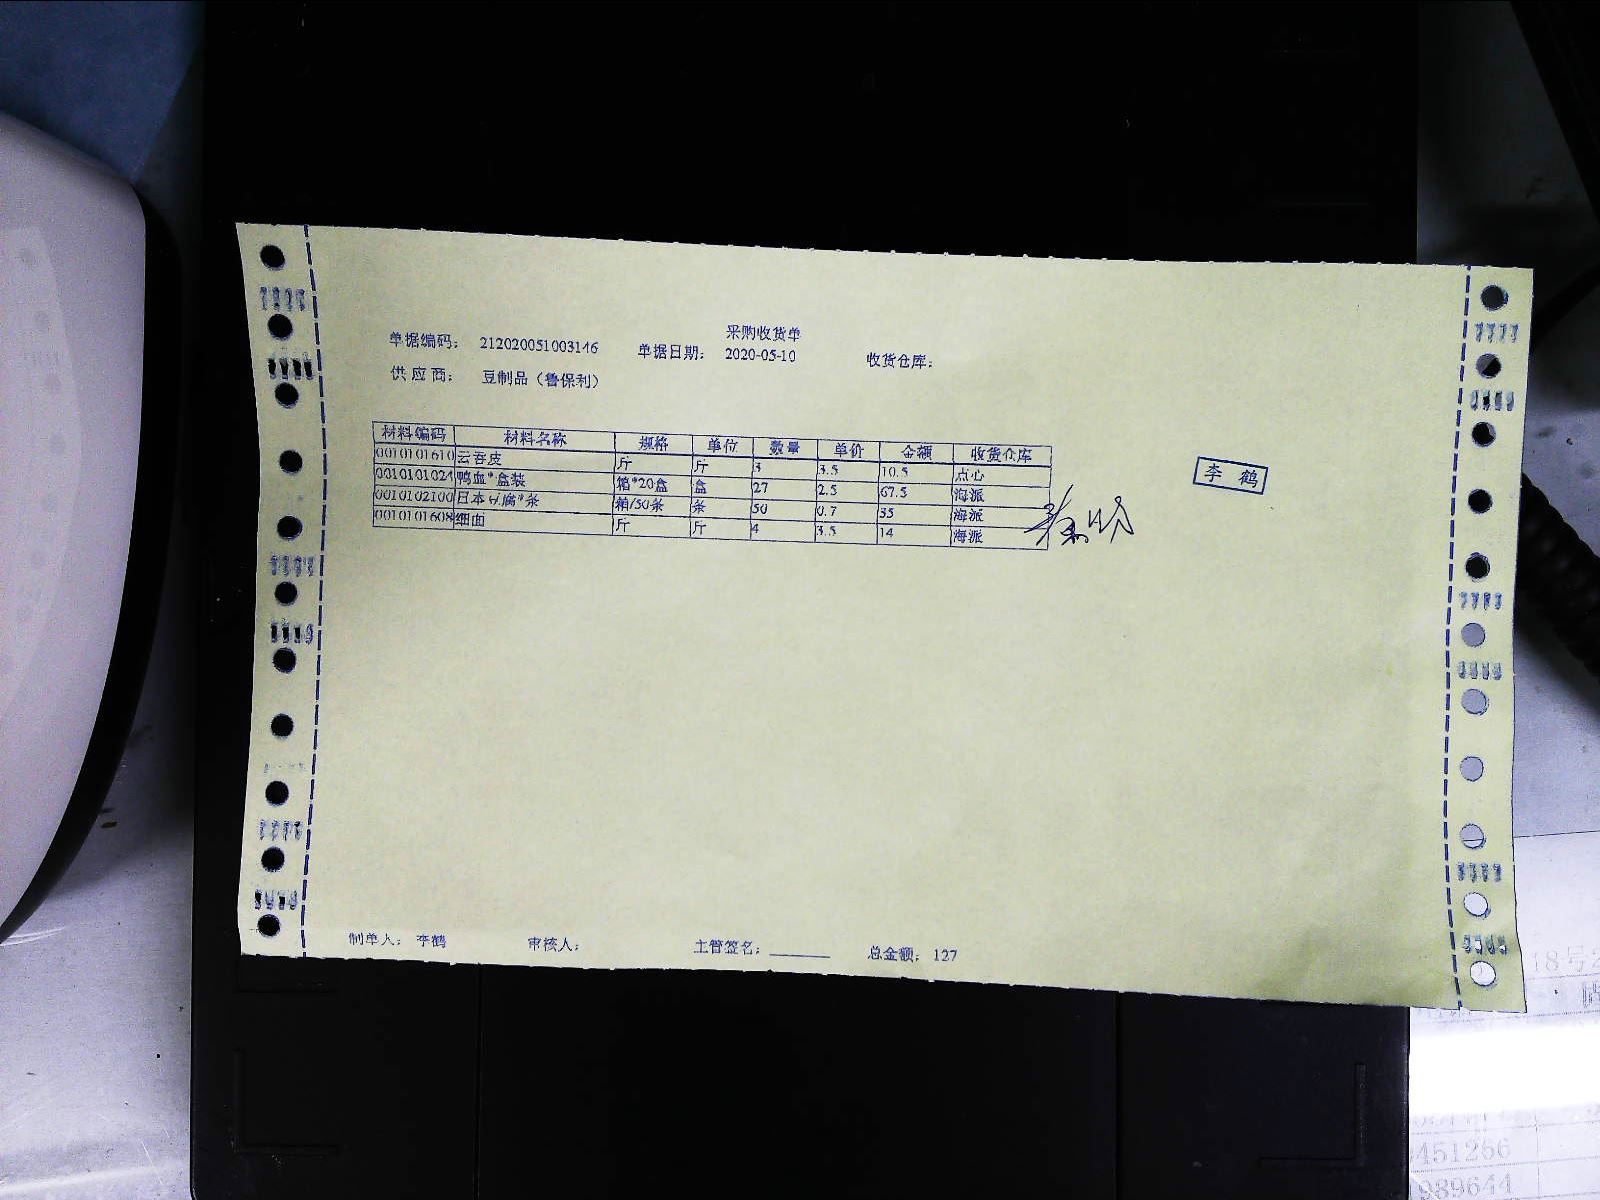 采购收货单
单据编码： 212020051003146 单据日期： 2020-05-10 收货仓库：
供应商： 豆制品（鲁保利）
材料编码 材料名称 规格 单位 数量 单价 金额 收货仓库
0010101610 云吞皮 斤 斤 3 3.5 10.5 点心
0010101024 鸭血*盒装 箱*20盒 盒 27 2.5 67.5 海派
0010102100 日本豆腐*条 箱/50条 条 50 0.7 35 海派
0010101608 细面 斤 斤 4 3.5 14 海派
李鹤
制单人： 李鹤 审核人： 主管签名： 总金额： 127
18号
451266
989644